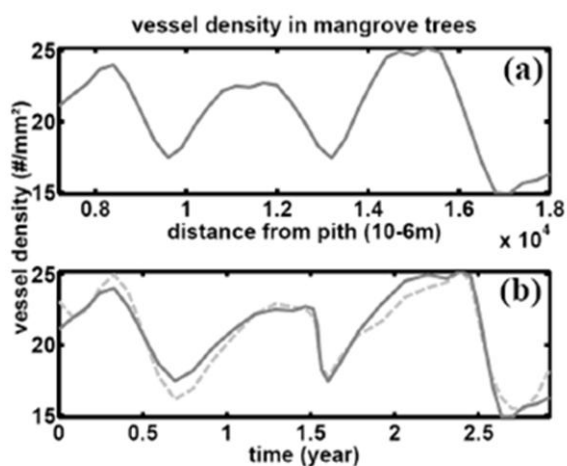 vessel density in mangrove trees
vessel density (#/mm²)
25
20
15
(a)
0.8
1
1.2
1.4
1.6
1.8
distance from pith (10-6m)
x 10⁴
25
20
15
(b)
0
0.5
1
1.5
2
2.5
time (year)